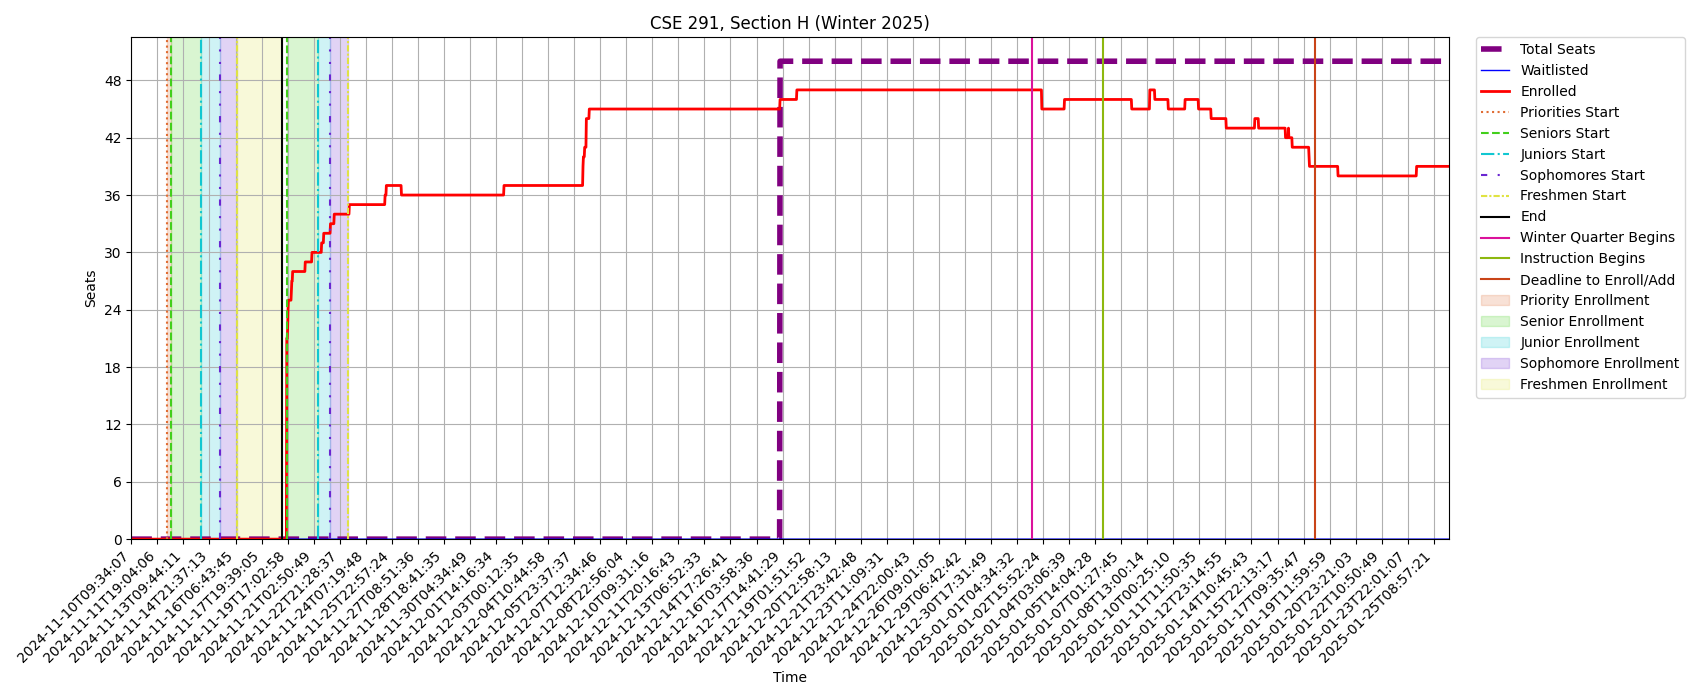 CSE 291, Section H (Winter 2025)
Seats
48
42
36
30
24
18
12
6
0
2024-11-10T09:34:07
2024-11-11T19:04:06
2024-11-13T09:44:11
2024-11-14T21:37:13
2024-11-16T06:43:45
2024-11-17T19:39:05
2024-11-19T17:02:58
2024-11-21T02:50:49
2024-11-22T21:28:37
2024-11-24T07:19:48
2024-11-25T22:57:24
2024-11-27T08:51:36
2024-11-28T18:41:35
2024-11-30T04:34:49
2024-12-01T14:16:34
2024-12-03T00:12:35
2024-12-04T10:44:58
2024-12-05T23:37:37
2024-12-07T12:34:46
2024-12-08T22:56:04
2024-12-10T09:31:16
2024-12-11T20:16:43
2024-12-13T06:52:33
2024-12-14T17:26:41
2024-12-16T03:58:36
2024-12-17T14:41:29
2024-12-19T01:51:52
2024-12-20T12:58:13
2024-12-21T23:42:48
2024-12-23T11:09:31
2024-12-24T22:00:43
2024-12-26T09:01:05
2024-12-29T06:42:42
2024-12-30T17:31:49
2025-01-01T04:34:32
2025-01-02T15:52:24
2025-01-04T03:06:39
2025-01-05T14:04:28
2025-01-07T01:27:45
2025-01-08T13:00:14
2025-01-10T00:25:10
2025-01-11T11:50:35
2025-01-12T23:14:55
2025-01-14T10:45:43
2025-01-15T22:13:17
2025-01-17T09:35:47
2025-01-19T11:59:59
2025-01-20T23:21:03
2025-01-22T10:50:49
2025-01-23T22:01:07
2025-01-25T08:57:21
Time
Total Seats
Waitlisted
Enrolled
Priorities Start
Seniors Start
Juniors Start
Sophomores Start
Freshmen Start
End
Winter Quarter Begins
Instruction Begins
Deadline to Enroll/Add
Priority Enrollment
Senior Enrollment
Junior Enrollment
Sophomore Enrollment
Freshmen Enrollment